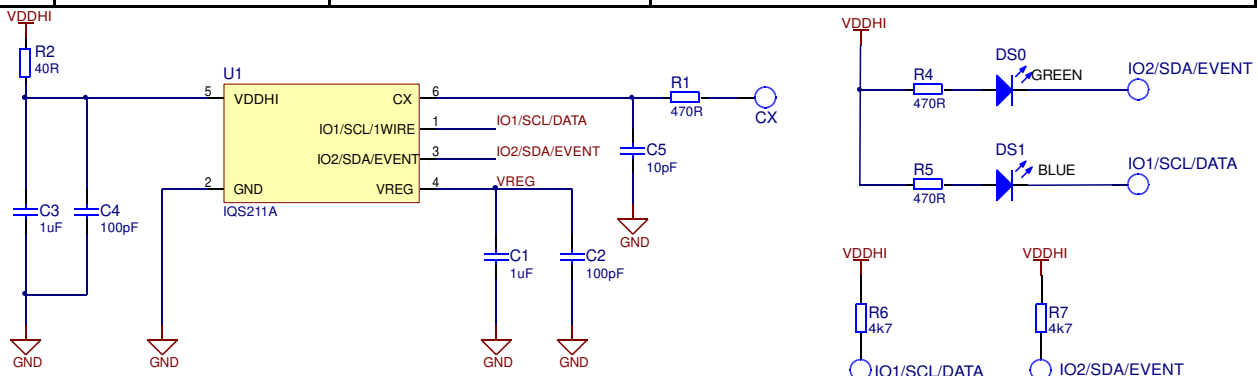 VDDHI
R2
40R
U1
5
VDDHI
CX
6
IO1/SCL/1WIRE
1
IO1/SCL/DATA
IO2/SDA/EVENT
3
IO2/SDA/EVENT
2
GND
VREG
4
VREG
IQS211A
R1
470R
CX
C5
10pF
GND
C3
1uF
C4
100pF
C1
1uF
C2
100pF
GND
GND
GND
GND
VDDHI
R4
470R
DS0
GREEN
IO2/SDA/EVENT
R5
470R
DS1
BLUE
IO1/SCL/DATA
VDDHI
R6
4k7
IO1/SCL/DATA
VDDHI
R7
4k7
IO2/SDA/EVENT